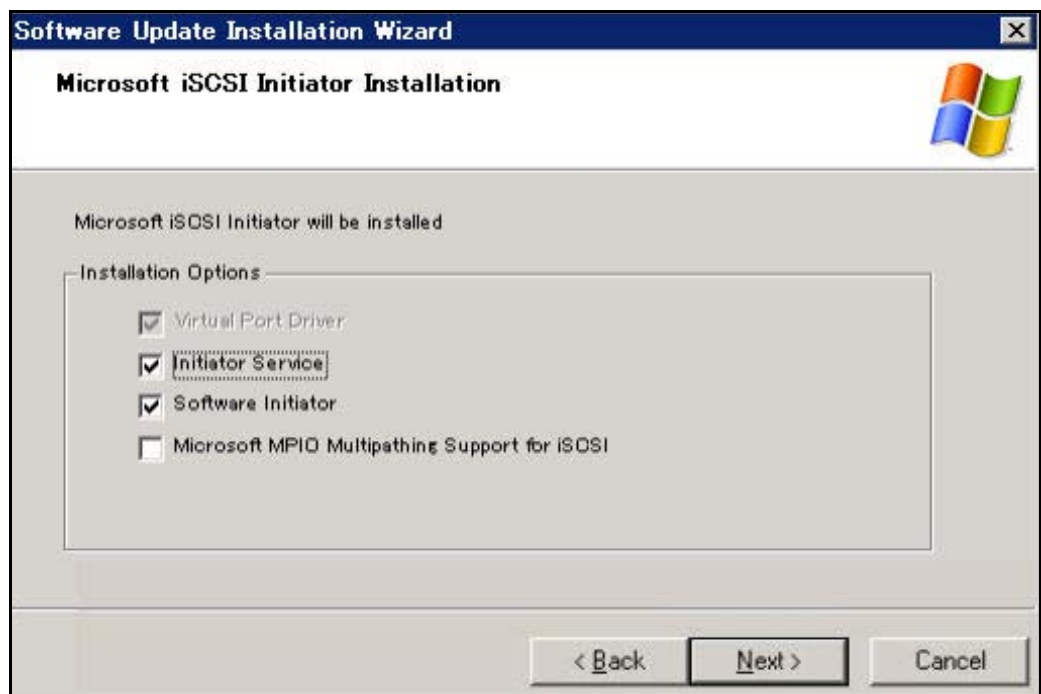 Software Update Installation Wizard
Microsoft iSCSI Initiator Installation
Microsoft iSCSI Initiator will be installed
Installation Options
Virtual Port Driver
Initiator Service
Software Initiator
Microsoft MPIO Multipathing Support for iSCSI
< Back
Next >
Cancel